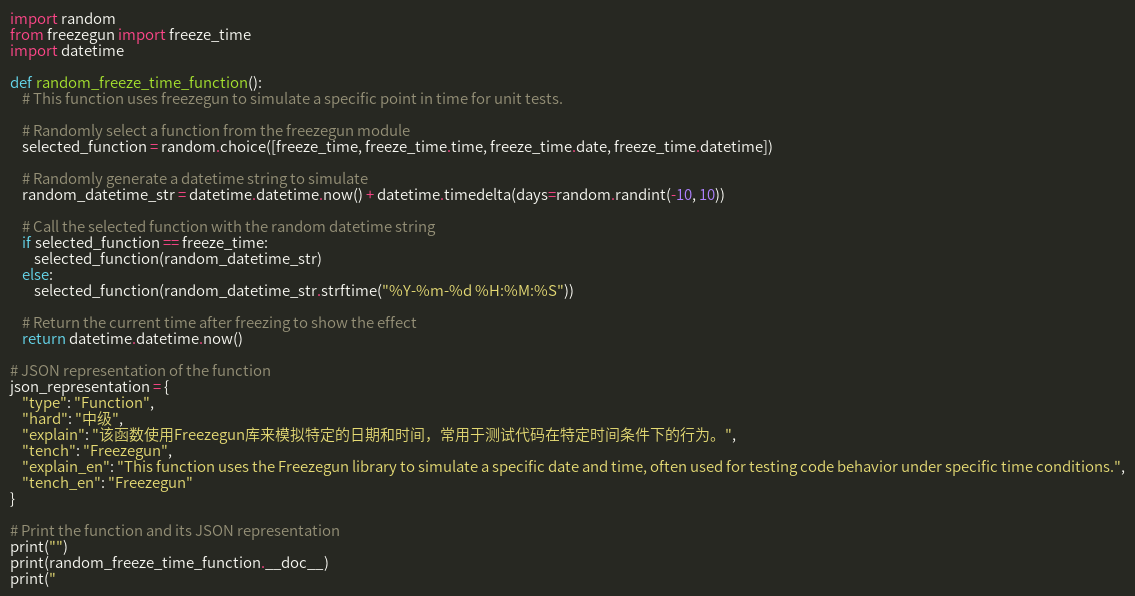 import random
from freezegun import freeze_time
import datetime

def random_freeze_time_function():
    # This function uses freezegun to simulate a specific point in time for unit tests.

    # Randomly select a function from the freezegun module
    selected_function = random.choice([freeze_time, freeze_time.time, freeze_time.date, freeze_time.datetime])

    # Randomly generate a datetime string to simulate
    random_datetime_str = datetime.datetime.now() + datetime.timedelta(days=random.randint(-10, 10))

    # Call the selected function with the random datetime string
    if selected_function == freeze_time:
        selected_function(random_datetime_str)
    else:
        selected_function(random_datetime_str.strftime("%Y-%m-%d %H:%M:%S"))

    # Return the current time after freezing to show the effect
    return datetime.datetime.now()

# JSON representation of the function
json_representation = {
    "type": "Function",
    "hard": "中级",
    "explain": "该函数使用Freezegun库来模拟特定的日期和时间，常用于测试代码在特定时间条件下的行为。",
    "tench": "Freezegun",
    "explain_en": "This function uses the Freezegun library to simulate a specific date and time, often used for testing code behavior under specific time conditions.",
    "tench_en": "Freezegun"
}

# Print the function and its JSON representation
print("")
print(random_freeze_time_function.__doc__)
print("